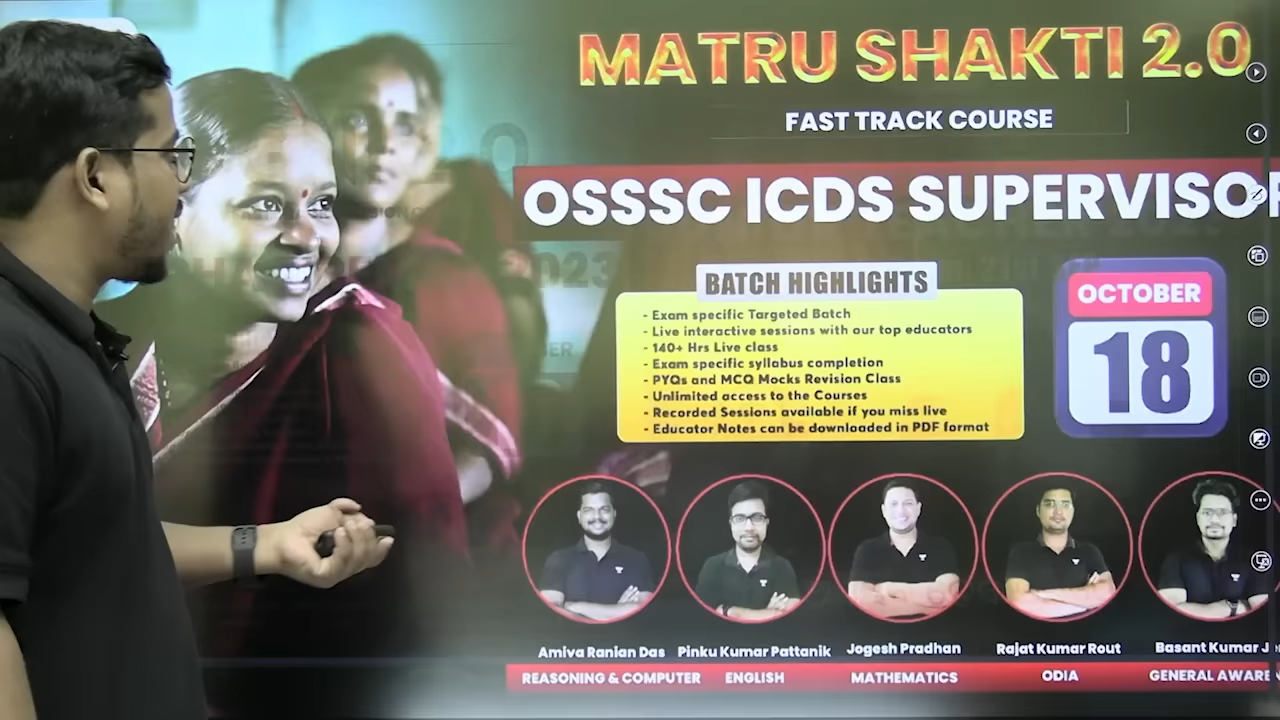 MATRU SHAKTI 2.0
FAST TRACK COURSE
OSSSC ICDS SUPERVISOR
BATCH HIGHLIGHTS
- Exam specific Targeted Batch
- Live interactive sessions with our top educators
- 140+ Hrs Live class
- Exam specific syllabus completion
- PYQs and MCQ Mocks Revision Class
- Unlimited access to the Courses
- Recorded Sessions available if you miss live
- Educator Notes can be downloaded in PDF format
OCTOBER
18
Amiya Ranjan Das
Pinku Kumar Pattanik
Jogesh Pradhan
Rajat Kumar Rout
Basant Kumar
REASONING & COMPUTER
ENGLISH
MATHEMATICS
ODIA
GENERAL
2023